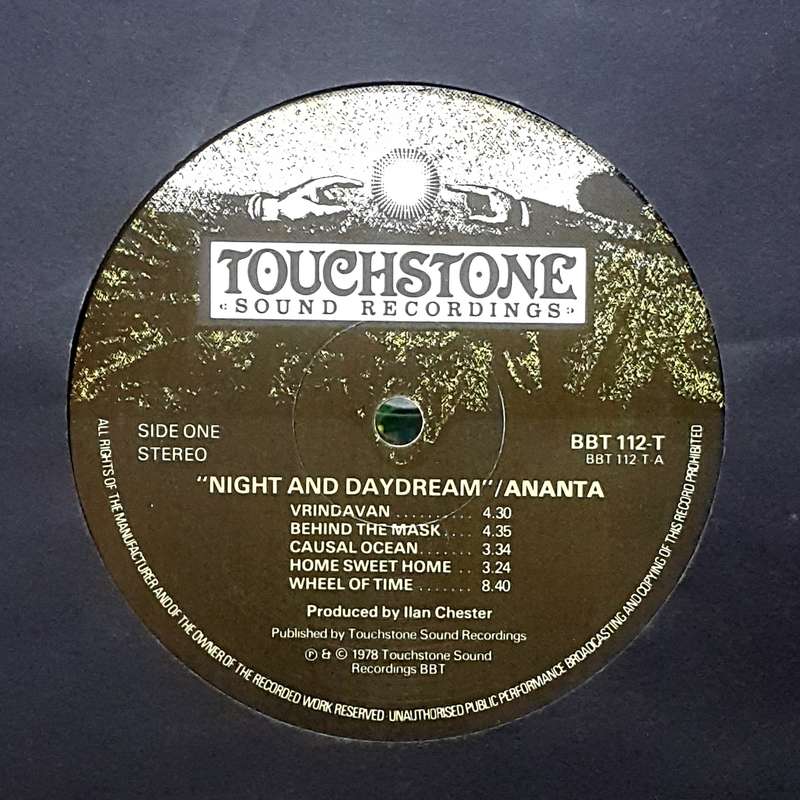 TOUCHSTONE
SOUND RECORDINGS
SIDE ONE
STEREO
BBT 112-T
BBT 112 T-A
"NIGHT AND DAYDREAM"/ANANTA
VRINDAVAN .......... 4.30
BEHIND THE MASK .... 4.35
CAUSAL OCEAN ....... 3.34
HOME SWEET HOME .. 3.24
WHEEL OF TIME ....... 8.40
Produced by Ilan Chester
Published by Touchstone Sound Recordings
℗ & © 1978 Touchstone Sound
Recordings BBT
ALL RIGHTS OF THE MANUFACTURER AND OF THE OWNER OF THE RECORDED WORK RESERVED UNAUTHORISED PUBLIC PERFORMANCE BROADCASTING AND COPYING OF THIS RECORD PROHIBITED